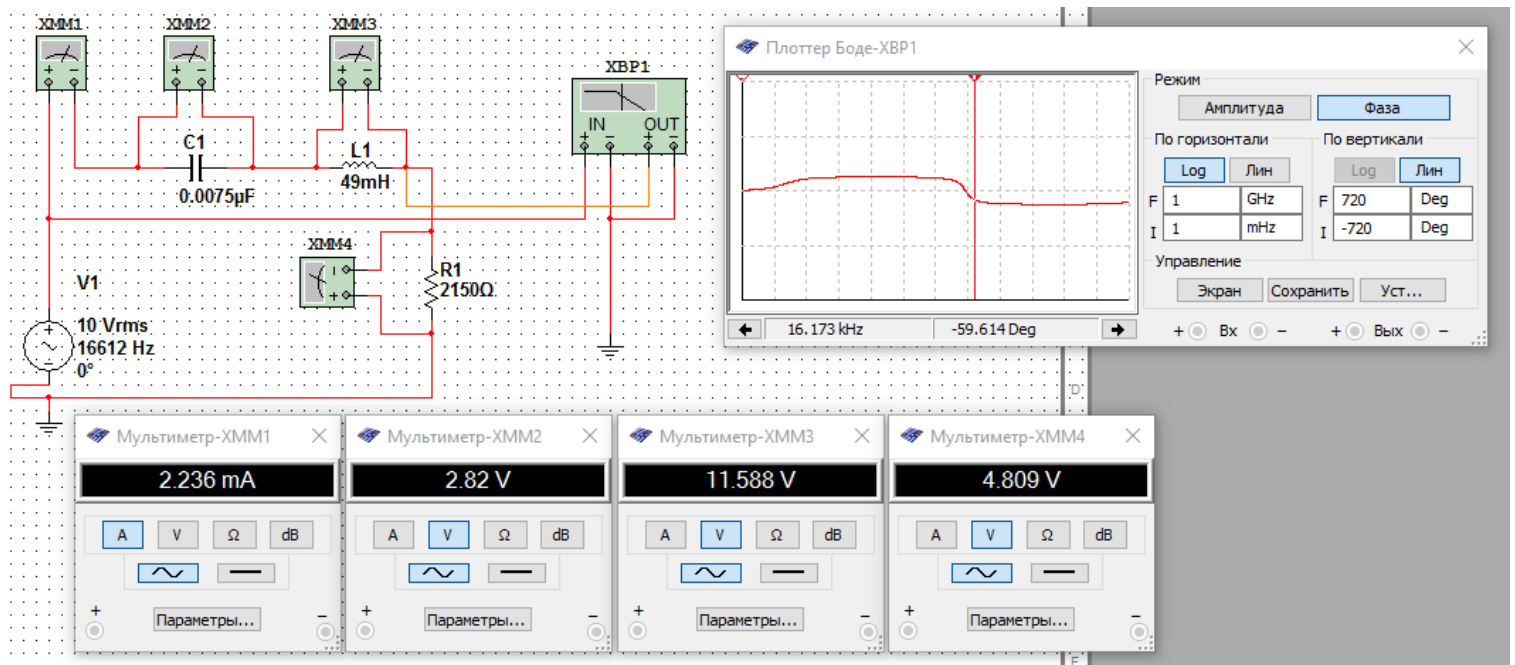 XMM1
XMM2
XMM3
XBP1
IN OUT
C1
0.0075µF
L1
49mH
XMM4
R1
2150Ω
V1
10 Vrms
16612 Hz
0°
D
E
Плоттер Боде-XBP1
Режим
Амплитуда Фаза
По горизонтали По вертикали
Log Лин Log Лин
F 1 GHz F 720 Deg
I 1 mHz I -720 Deg
Управление
Экран Сохранить Уст...
16.173 kHz -59.614 Deg
+ Вх − + Вых −
Мультиметр-XMM1
2.236 mA
A V Ω dB
+ Параметры... −
Мультиметр-XMM2
2.82 V
A V Ω dB
+ Параметры... −
Мультиметр-XMM3
11.588 V
A V Ω dB
+ Параметры... −
Мультиметр-XMM4
4.809 V
A V Ω dB
+ Параметры... −